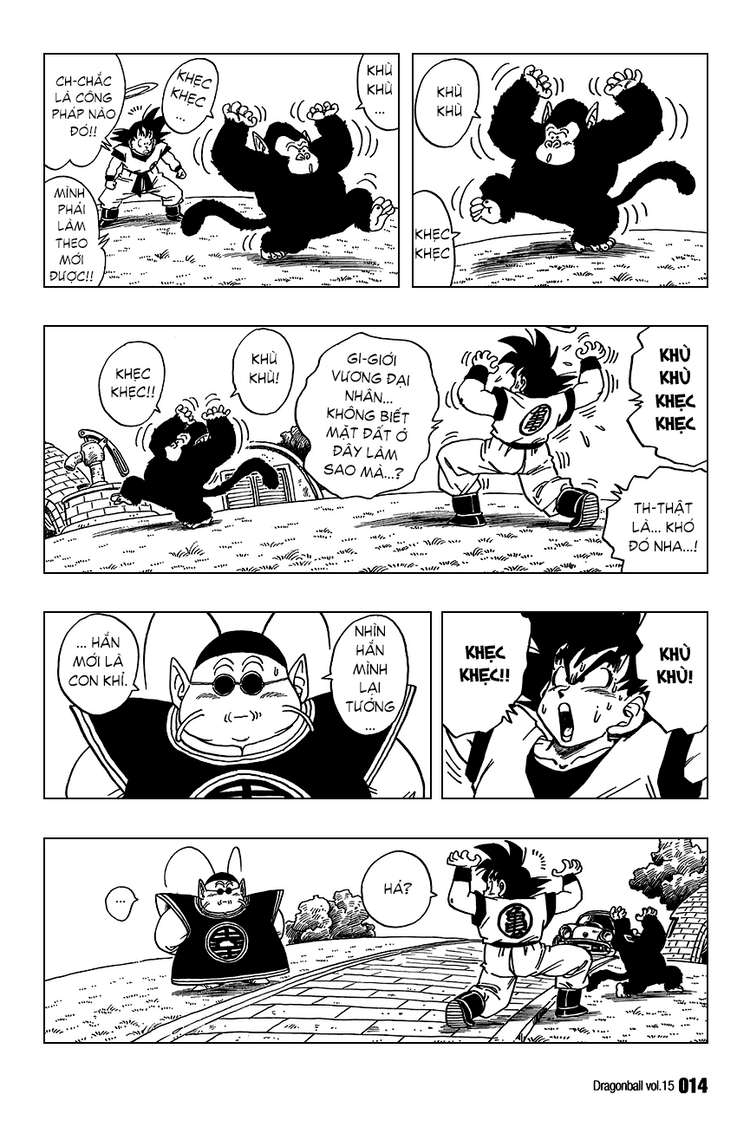 KHÙ
KHÙ
KHẸC
KHẸC
KHÙ
KHÙ
...
KHẸC
KHẸC
...
CH-CHẮC
LÀ CÔNG
PHÁP NÀO
ĐÓ!!
MÌNH
PHẢI
LÀM
THEO
MỚI
ĐƯỢC!!
KHÙ
KHÙ
KHẸC
KHẸC
TH-THẬT
LÀ... KHÓ
ĐÓ NHA...!
GI-GIỚI
VƯƠNG ĐẠI
NHÂN...
KHÔNG BIẾT
MẶT ĐẤT Ở
ĐÂY LÀM
SAO MÀ...?
KHÙ
KHÙ!
KHẸC
KHẸC!!
KHÙ
KHÙ!
KHẸC
KHẸC!!
NHÌN
HẮN
MÌNH
LẠI
TƯỞNG
...
... HẮN
MỚI LÀ
CON KHỈ.
HẢ?
...
Dragonball vol.15 014